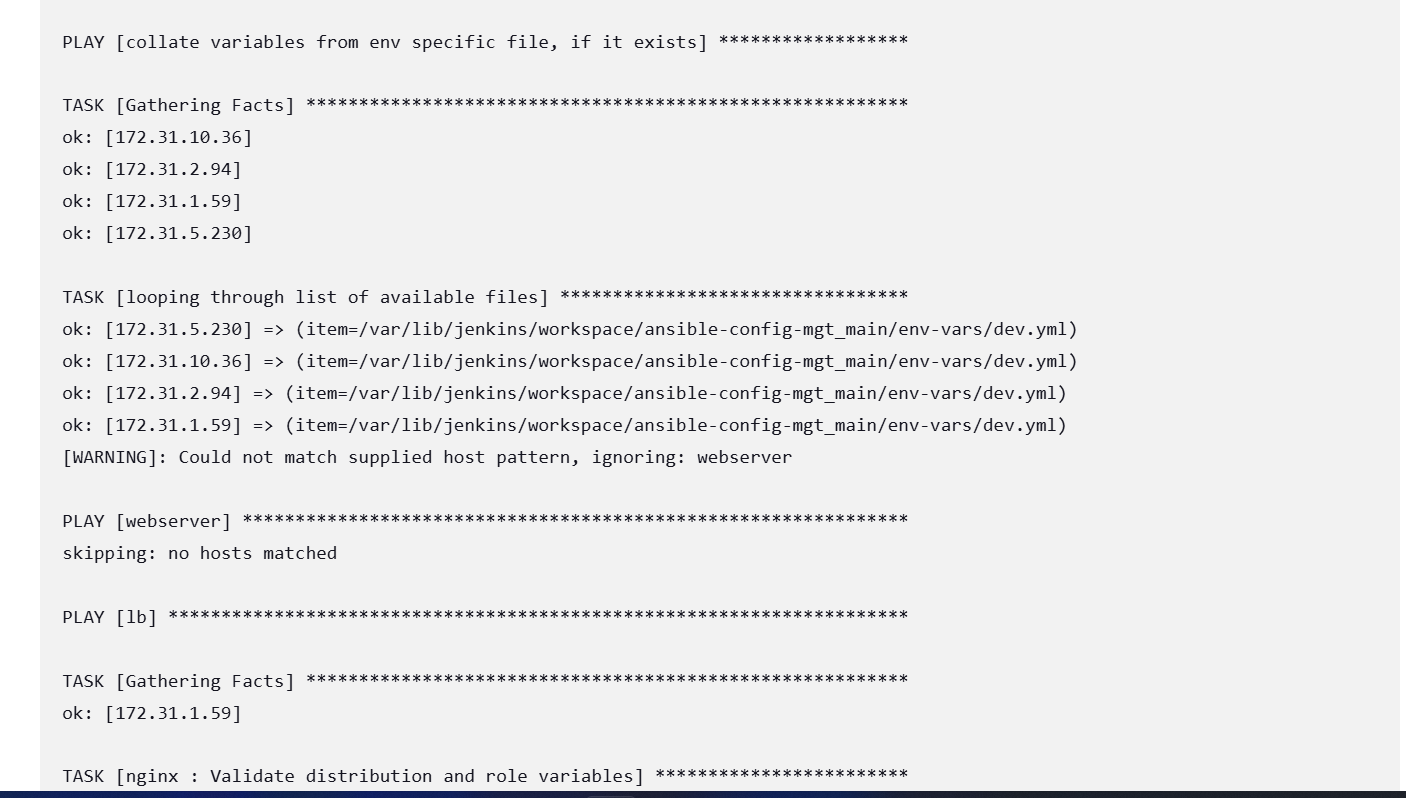 PLAY [collate variables from env specific file, if it exists] ******************
TASK [Gathering Facts] *********************************************************
ok: [172.31.10.36]
ok: [172.31.2.94]
ok: [172.31.1.59]
ok: [172.31.5.230]
TASK [looping through list of available files] *********************************
ok: [172.31.5.230] => (item=/var/lib/jenkins/workspace/ansible-config-mgt_main/env-vars/dev.yml)
ok: [172.31.10.36] => (item=/var/lib/jenkins/workspace/ansible-config-mgt_main/env-vars/dev.yml)
ok: [172.31.2.94] => (item=/var/lib/jenkins/workspace/ansible-config-mgt_main/env-vars/dev.yml)
ok: [172.31.1.59] => (item=/var/lib/jenkins/workspace/ansible-config-mgt_main/env-vars/dev.yml)
[WARNING]: Could not match supplied host pattern, ignoring: webserver
PLAY [webserver] ***************************************************************
skipping: no hosts matched
PLAY [lb] **********************************************************************
TASK [Gathering Facts] *********************************************************
ok: [172.31.1.59]
TASK [nginx : Validate distribution and role variables] ************************